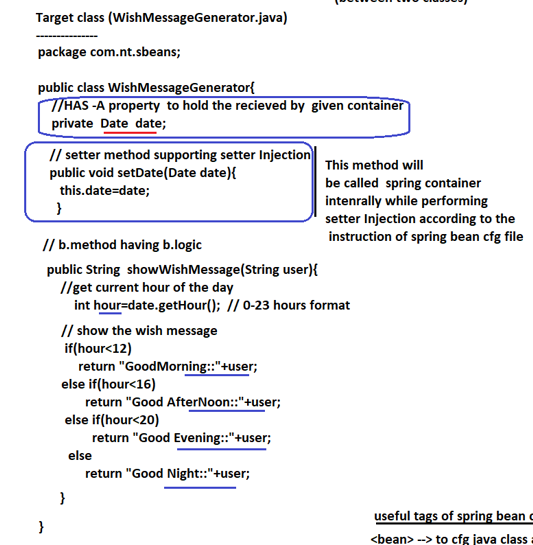 (between two classes)
Target class (WishMessageGenerator.java)
---------------
package com.nt.sbeans;
public class WishMessageGenerator{
//HAS -A property to hold the recieved by given container
private Date date;
// setter method supporting setter Injection
public void setDate(Date date){
this.date=date;
}
This method will
be called spring container
intenrally while performing
setter Injection according to the
instruction of spring bean cfg file
// b.method having b.logic
public String showWishMessage(String user){
//get current hour of the day
int hour=date.getHour(); // 0-23 hours format
// show the wish message
if(hour<12)
return "GoodMorning::"+user;
else if(hour<16)
return "Good AfterNoon::"+user;
else if(hour<20)
return "Good Evening::"+user;
else
return "Good Night::"+user;
}
}
useful tags of spring bean
<bean> --> to cfg java class